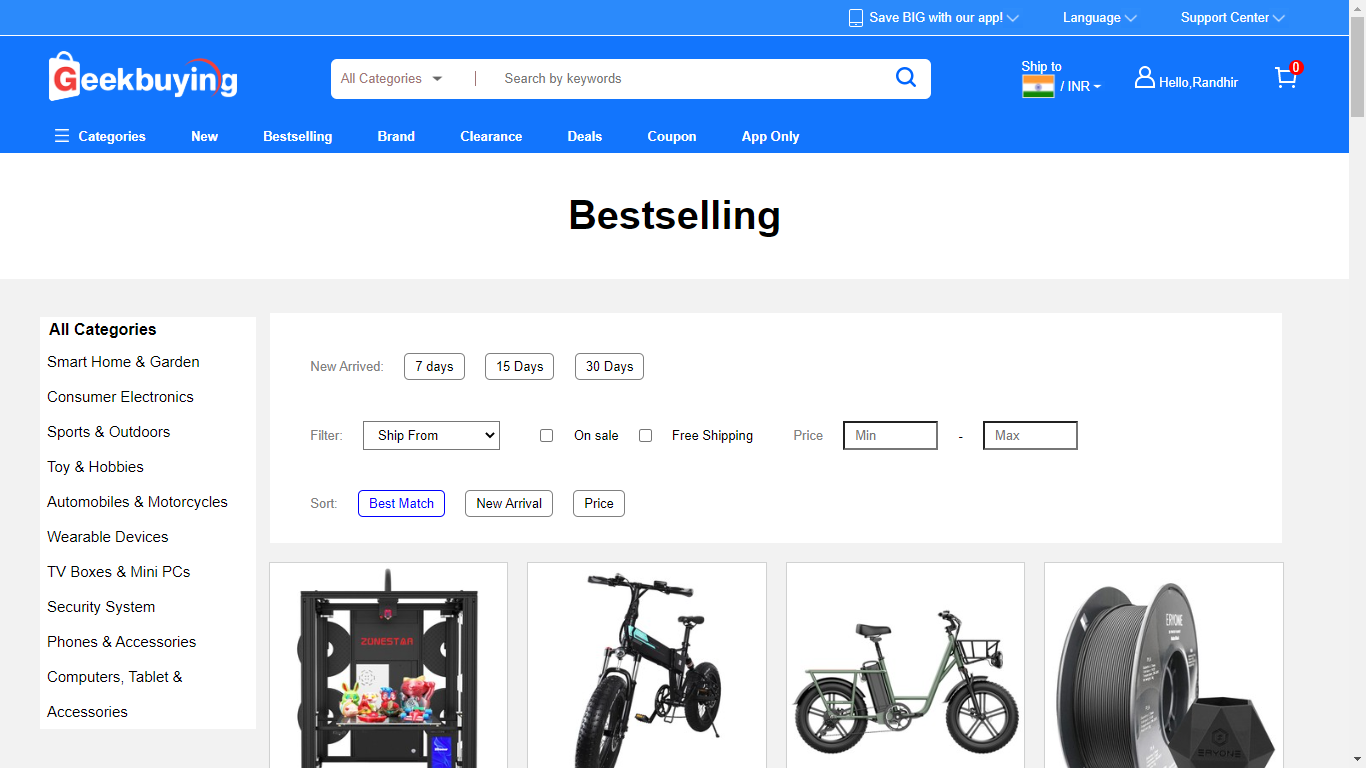 Save BIG with our app! Language Support Center
Geekbuying
All Categories Search by keywords
Ship to
/ INR
Hello,Randhir
0
Categories New Bestselling Brand Clearance Deals Coupon App Only
Bestselling
All Categories
Smart Home & Garden
Consumer Electronics
Sports & Outdoors
Toy & Hobbies
Automobiles & Motorcycles
Wearable Devices
TV Boxes & Mini PCs
Security System
Phones & Accessories
Computers, Tablet &
Accessories
New Arrived: 7 days 15 Days 30 Days
Filter: Ship From On sale Free Shipping Price Min - Max
Sort: Best Match New Arrival Price
ZONESTAR
ERYONE
ERYONE